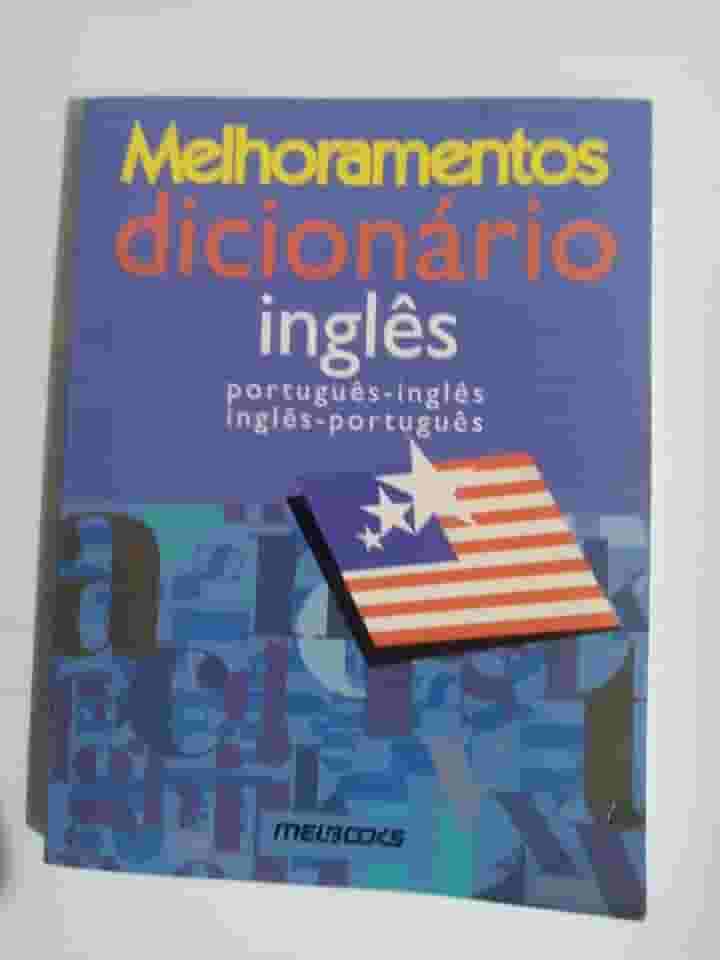 Melhoramentos
dicionário
inglês
português-inglês
inglês-português
MELBOOKS